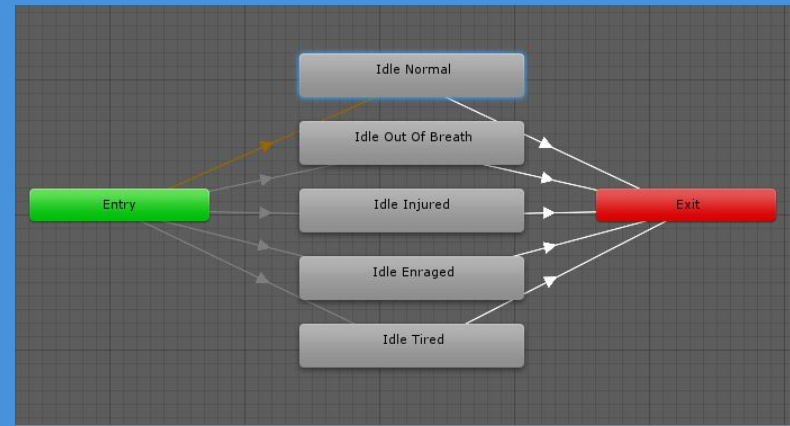 Idle Normal
Idle Out Of Breath
Entry
Idle Injured
Exit
Idle Enraged
Idle Tired